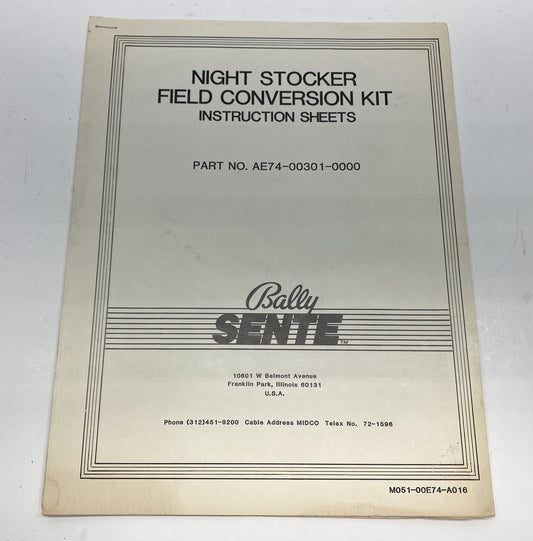 NIGHT STOCKER
FIELD CONVERSION KIT
INSTRUCTION SHEETS
PART NO. AE74-00301-0000
Bally
SENTE™
10601 W Belmont Avenue
Franklin Park, Illinois 60131
U.S.A.
Phone (312)451-9200 Cable Address MIDCO Telex No. 72-1596
M051-00E74-A016